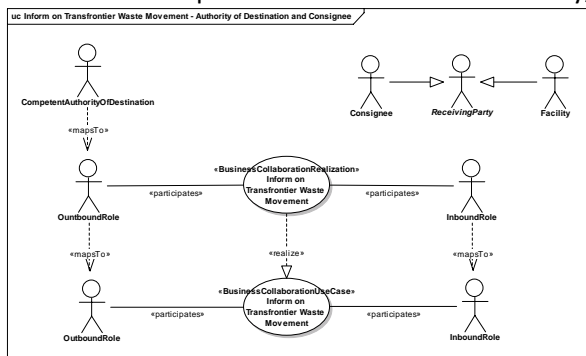 uc Inform on Transfrontier Waste Movement - Authority of Destination and Consignee
CompetentAuthorityOfDestination
Consignee
ReceivingParty
Facility
«mapsTo»
«BusinessCollaborationRealization»
Inform on
Transfrontier Waste
Movement
«participates»
«participates»
OuntboundRole
InboundRole
«mapsTo»
«realize»
«mapsTo»
«BusinessCollaborationUseCase»
Inform on
Transfrontier Waste
Movement
«participates»
«participates»
OutboundRole
InboundRole